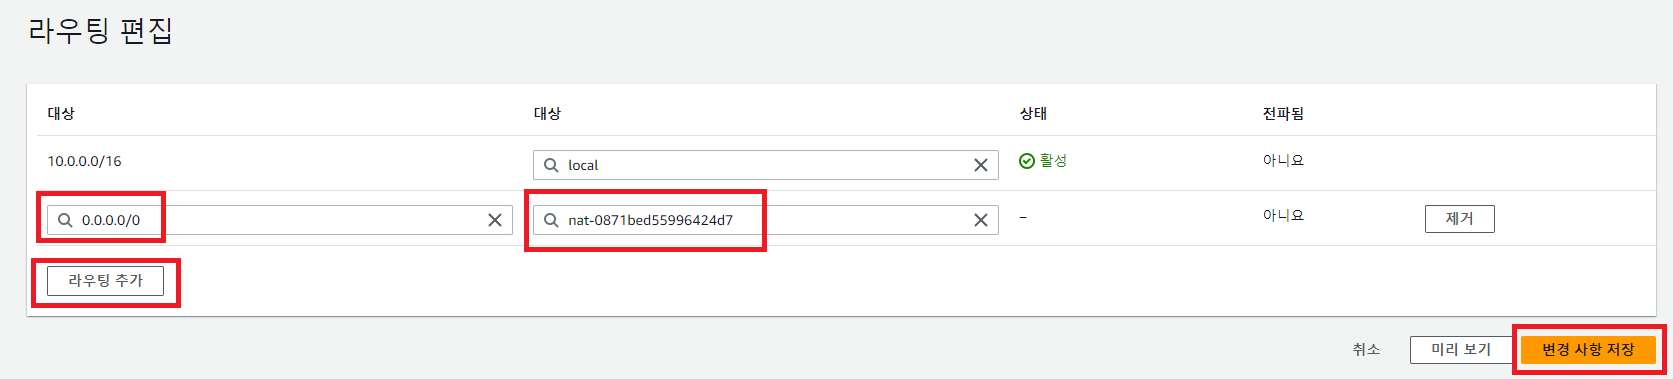 라우팅 편집
대상 대상 상태 전파됨
10.0.0.0/16 local 활성 아니요
0.0.0.0/0 nat-0871bed55996424d7 – 아니요 제거
라우팅 추가
취소 미리 보기 변경 사항 저장